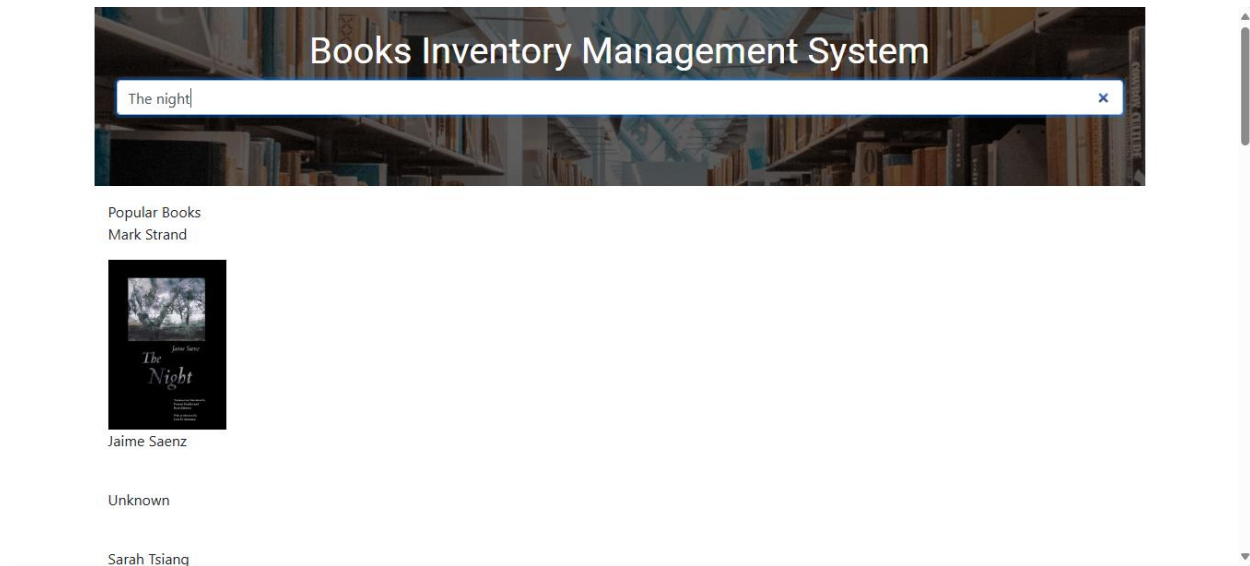 Books Inventory Management System
The night
Popular Books
Mark Strand
Jaime Saenz
The
Night
Jaime Saenz
Unknown
Sarah Tsiang